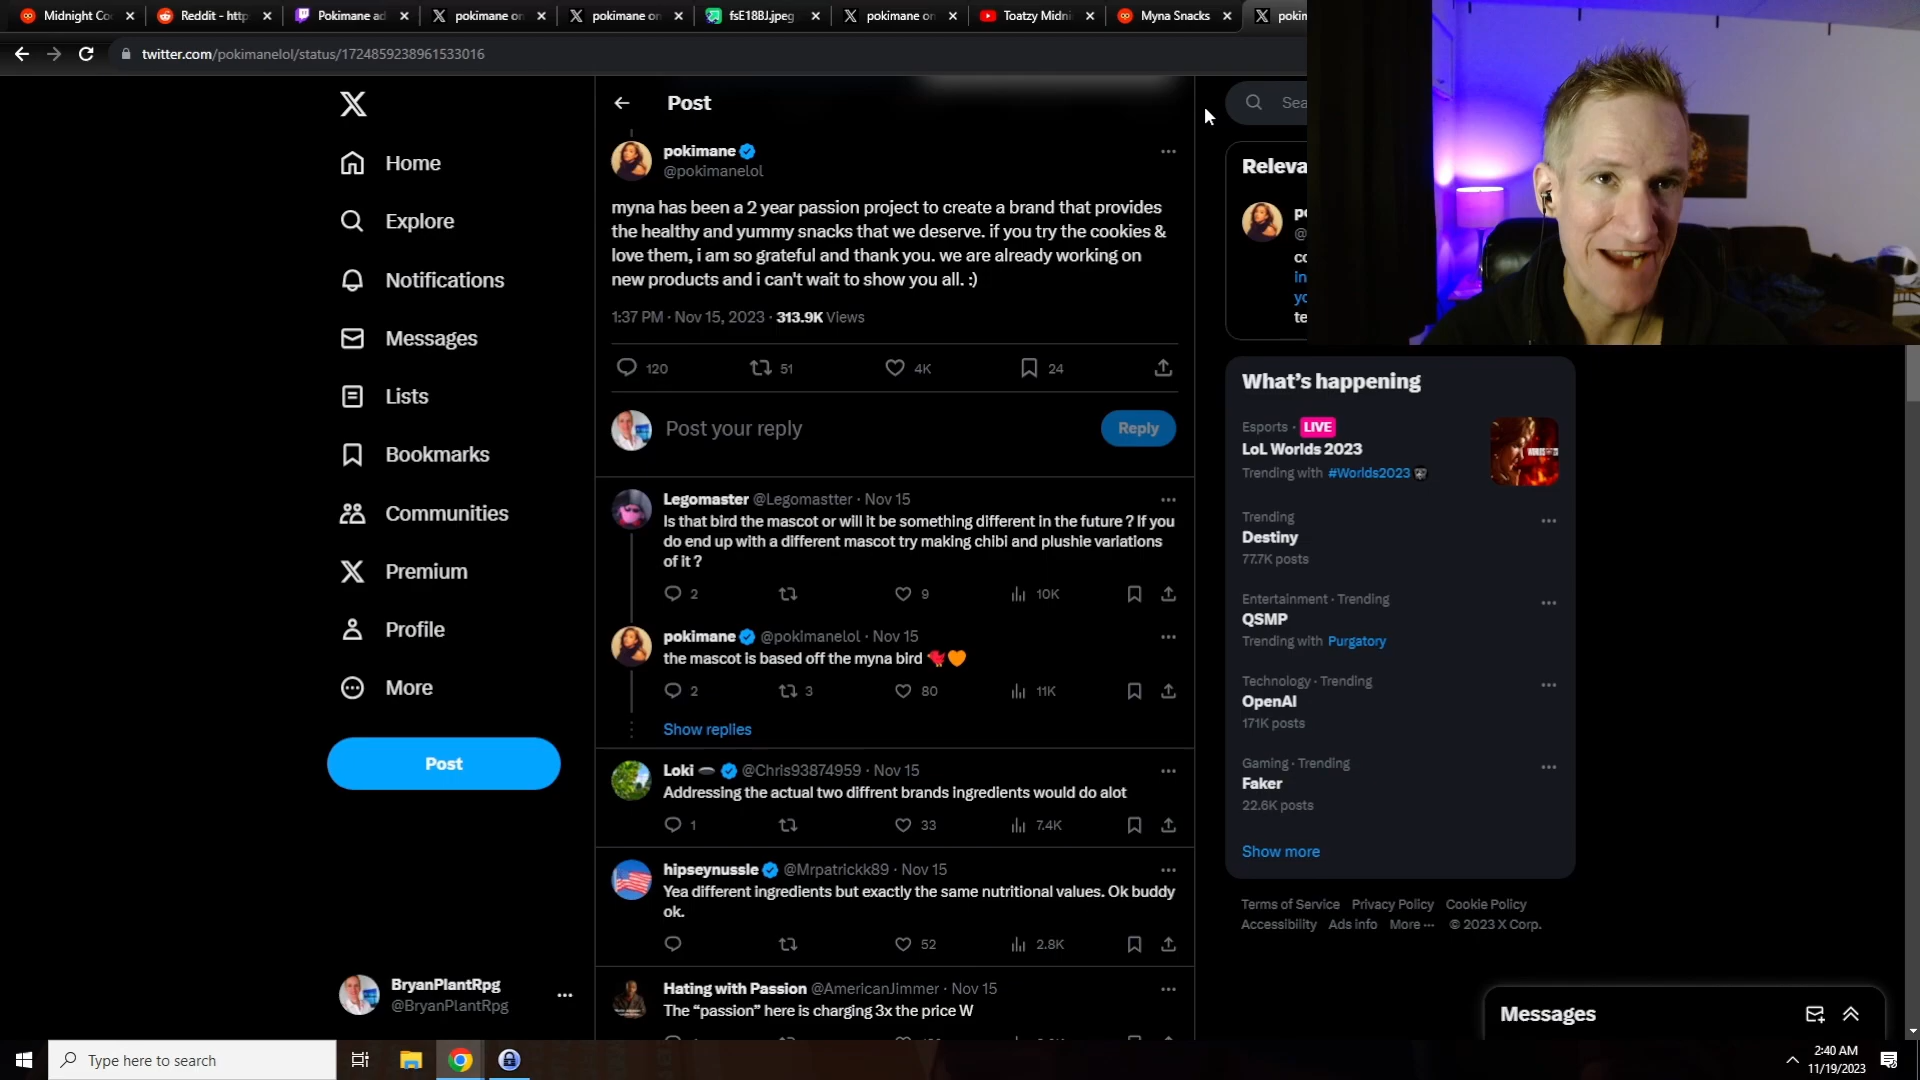 Midnight Co
Reddit - http
Pokimane ad
pokimane on
pokimane on
fsE18BJ.jpeg
pokimane on
Toatzy Midni
Myna Snacks
pokim
twitter.com/pokimanelol/status/1724859238961533016
Home
Explore
Notifications
Messages
Lists
Bookmarks
Communities
Premium
Profile
More
Post
BryanPlantRpg
@BryanPlantRpg
Post
pokimane
@pokimanelol
myna has been a 2 year passion project to create a brand that provides
the healthy and yummy snacks that we deserve. if you try the cookies &
love them, i am so grateful and thank you. we are already working on
new products and i can't wait to show you all. :)
1:37 PM · Nov 15, 2023 · 313.9K Views
120 51 4K 24
Post your reply
Reply
Legomaster @Legomastter · Nov 15
Is that bird the mascot or will it be something different in the future ? If you
do end up with a different mascot try making chibi and plushie variations
of it ?
2 9 10K
pokimane @pokimanelol · Nov 15
the mascot is based off the myna bird 🐦🧡
2 3 80 11K
Show replies
Loki @Chris93874959 · Nov 15
Addressing the actual two diffrent brands ingredients would do alot
1 33 7.4K
hipseynussle @Mrpatrickk89 · Nov 15
Yea different ingredients but exactly the same nutritional values. Ok buddy
ok.
52 2.8K
Hating with Passion @AmericanJimmer · Nov 15
The “passion” here is charging 3x the price W
Sea
Releva
po
@
co
in
yo
te
What’s happening
Esports · LIVE
LoL Worlds 2023
Trending with #Worlds2023
WORLDS
Trending
Destiny
77.7K posts
Entertainment · Trending
QSMP
Trending with Purgatory
Technology · Trending
OpenAI
171K posts
Gaming · Trending
Faker
22.6K posts
Show more
Terms of Service Privacy Policy Cookie Policy
Accessibility Ads info More ··· © 2023 X Corp.
Messages
Type here to search
2:40 AM
11/19/2023